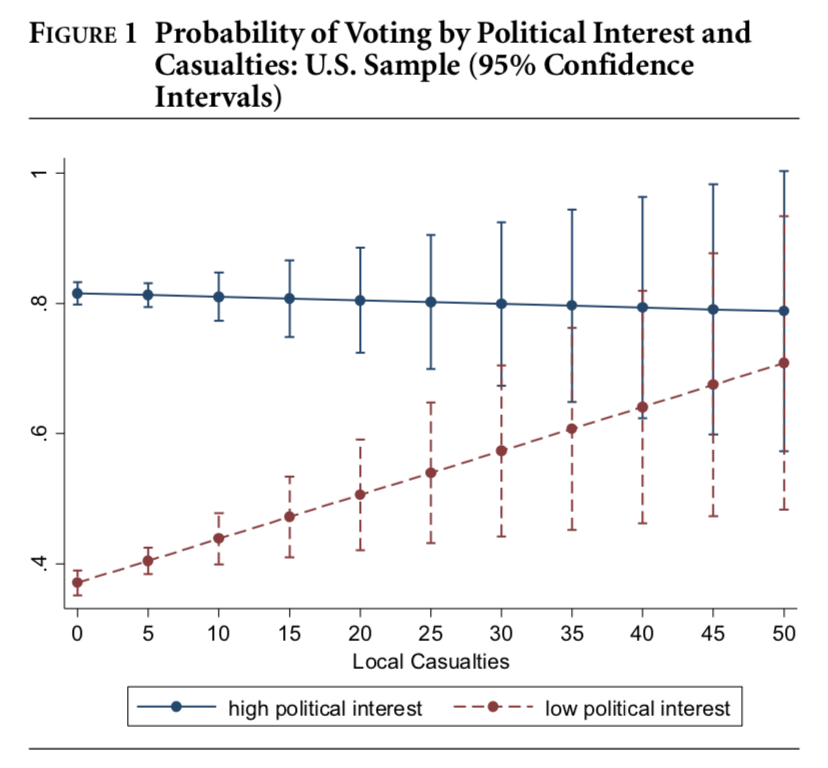 FIGURE 1 Probability of Voting by Political Interest and
Casualties: U.S. Sample (95% Confidence
Intervals)
1
.8
.6
.4
0 5 10 15 20 25 30 35 40 45 50
Local Casualties
high political interest low political interest